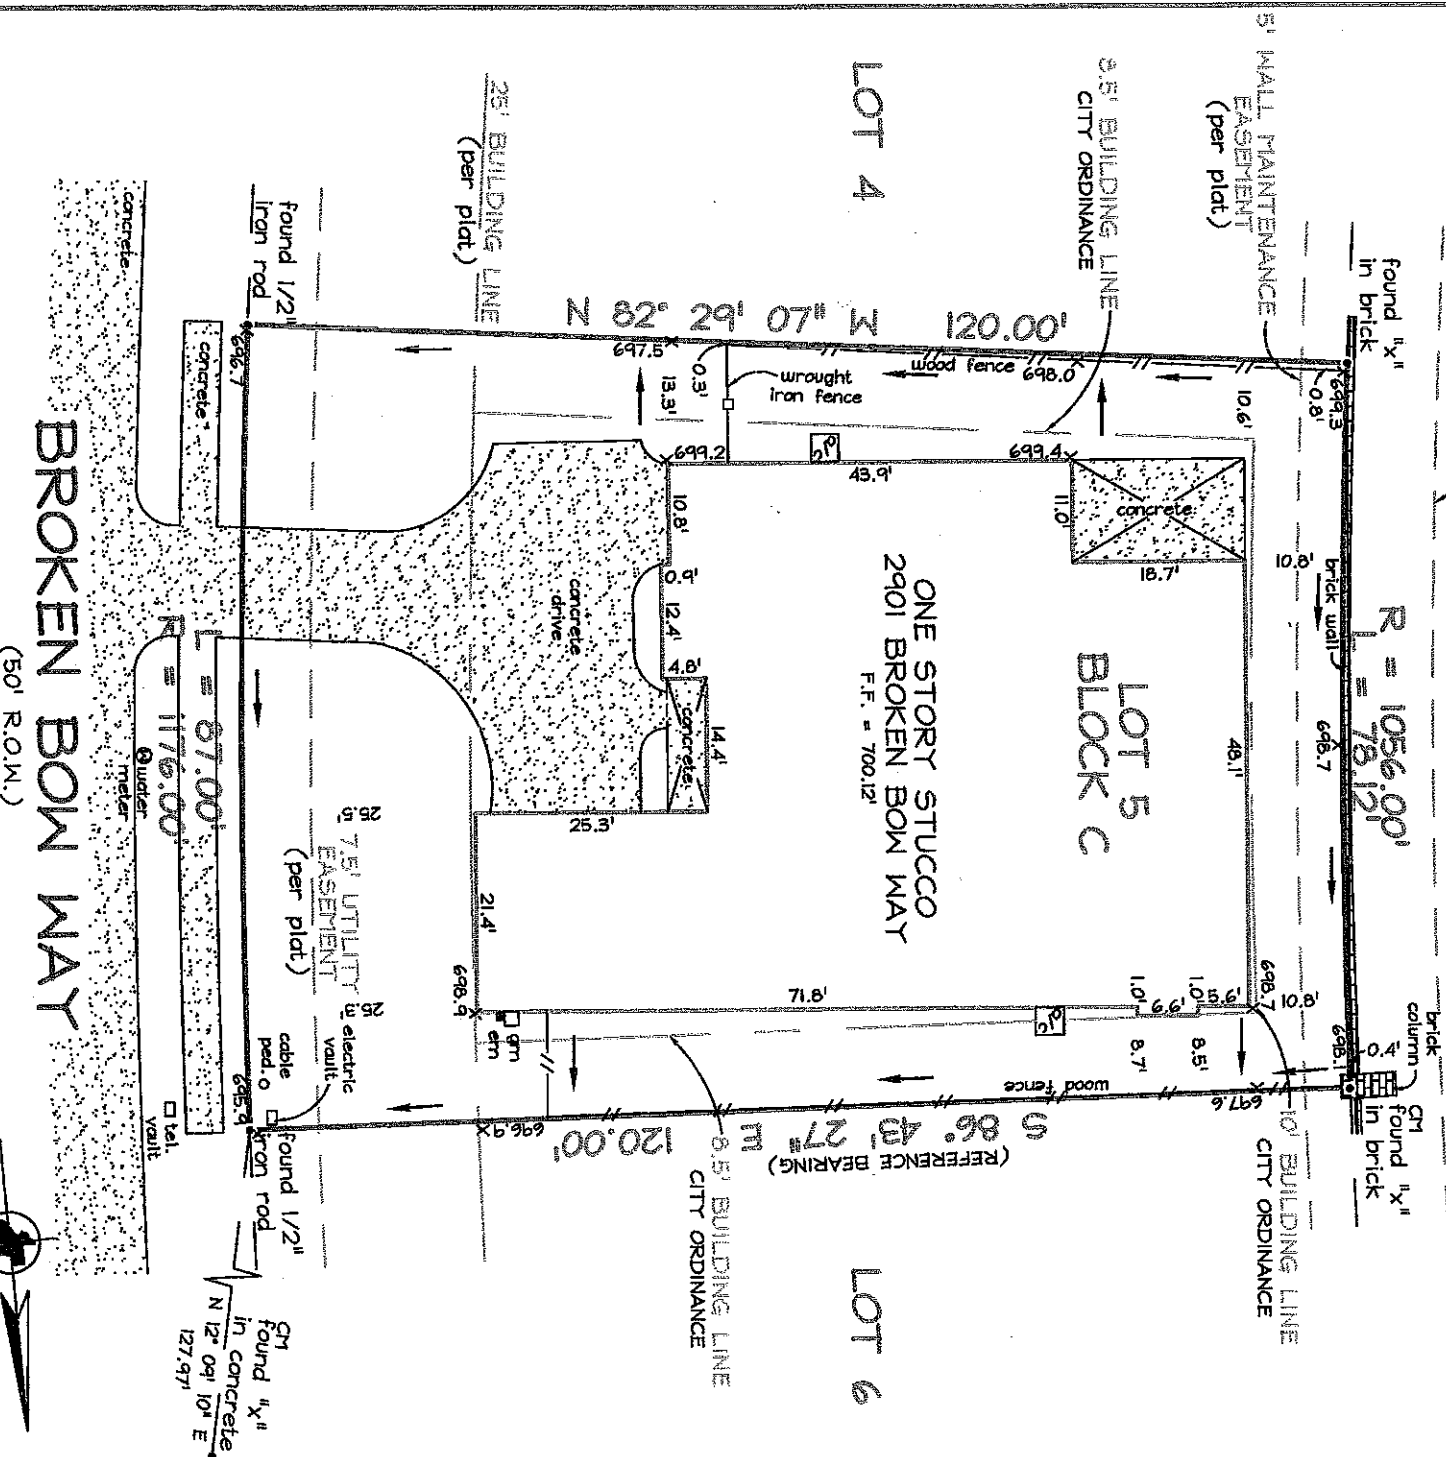 5' WALL MAINTENANCE
EASEMENT
(per plat)
8.5' BUILDING LINE
CITY ORDINANCE
LOT 4
25' BUILDING LINE
(per plat)
found 1/2"
iron rod
found "x"
in brick
concrete
concrete
696.7
N 82° 29' 07" W 120.00'
697.5
0.3'
13.3'
wrought
iron fence
wood fence
698.0
10.6'
0.8'
699.3
699.2
c/a
43.9'
699.4
10.8'
0.9'
12.4'
4.8'
14.4'
concrete
concrete
drive
11.0'
concrete
18.7'
10.8'
brick wall
R = 1056.00'
L = 78.12'
698.7
ONE STORY STUCCO
2901 BROKEN BOW WAY
F.F. = 700.12'
LOT 5
BLOCK C
48.1'
25.3'
21.4'
71.8'
698.9
gm
em
c/a
1.0'
6.6'
1.0'
5.6'
698.7
10.8'
8.7'
8.5'
698.1
0.4'
brick
column
CM
found "x"
in brick
wood fence
697.6
696.9
S 86° 43' 27" E 120.00'
(REFERENCE BEARING)
10' BUILDING LINE
CITY ORDINANCE
8.5' BUILDING LINE
CITY ORDINANCE
LOT 6
L = 87.00'
R = 1176.00'
water
meter
25.5'
7.5' UTILITY
EASEMENT
(per plat)
25.3'
electric
vault
cable
ped.
695.9
tel.
vault
found 1/2"
iron rod
CM
found "x"
in concrete
N 12° 09' 10" E
127.97'
BROKEN BOW WAY
(50' R.O.W.)